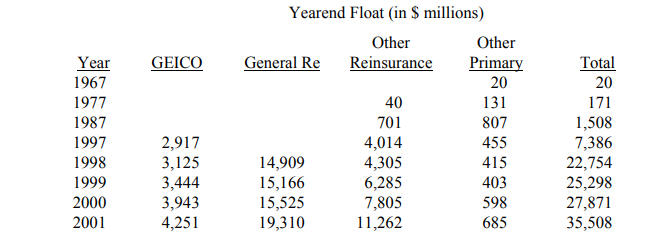 Yearend Float (in $ millions)
Other Other
Year GEICO General Re Reinsurance Primary Total
1967 20 20
1977 40 131 171
1987 701 807 1,508
1997 2,917 4,014 455 7,386
1998 3,125 14,909 4,305 415 22,754
1999 3,444 15,166 6,285 403 25,298
2000 3,943 15,525 7,805 598 27,871
2001 4,251 19,310 11,262 685 35,508